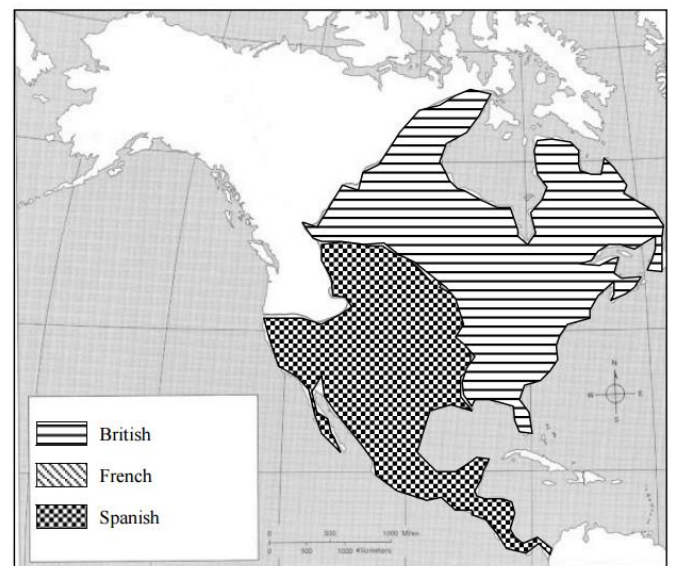 N
W E
S
British
French
Spanish
0 500 1000 Miles
0 500 1000 Kilometers